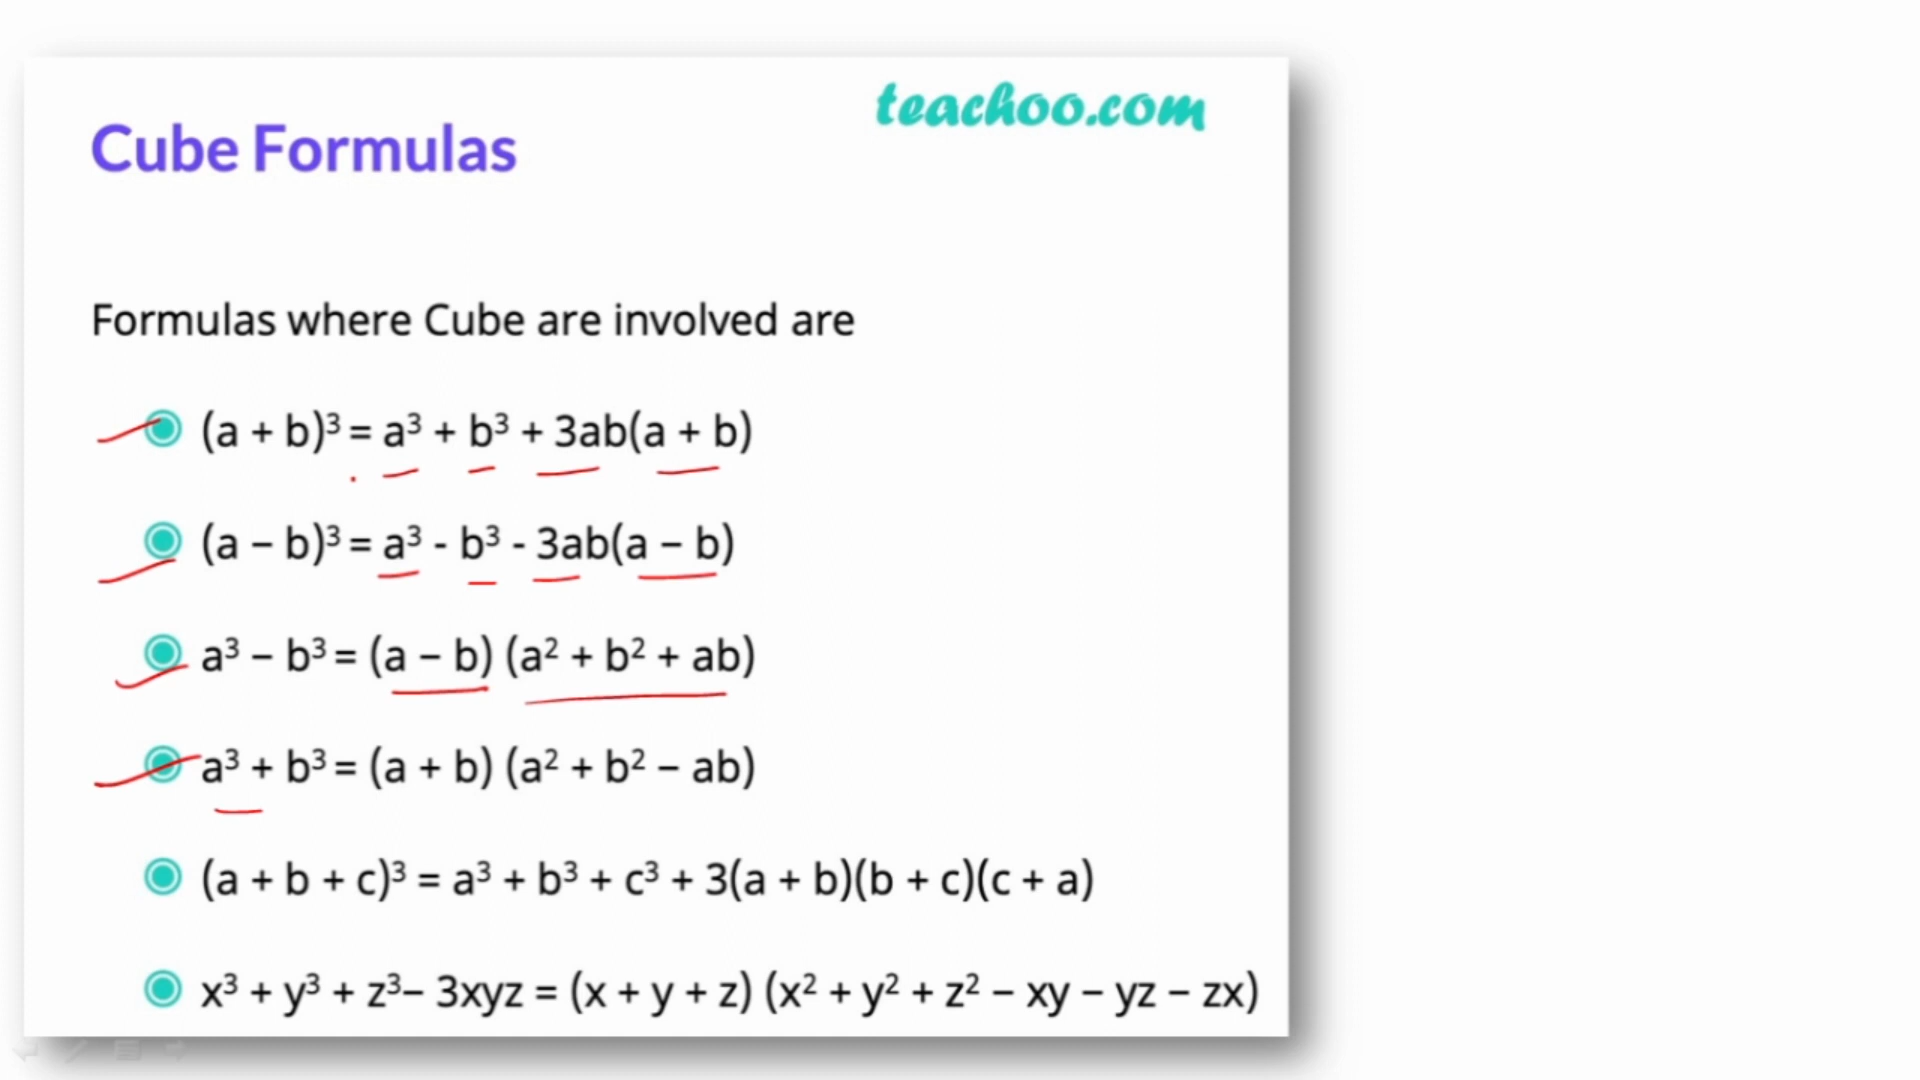 teachoo.com
Cube Formulas
Formulas where Cube are involved are
(a + b)³ = a³ + b³ + 3ab(a + b)
(a − b)³ = a³ - b³ - 3ab(a − b)
a³ − b³ = (a − b) (a² + b² + ab)
a³ + b³ = (a + b) (a² + b² − ab)
(a + b + c)³ = a³ + b³ + c³ + 3(a + b)(b + c)(c + a)
x³ + y³ + z³− 3xyz = (x + y + z) (x² + y² + z² − xy − yz − zx)